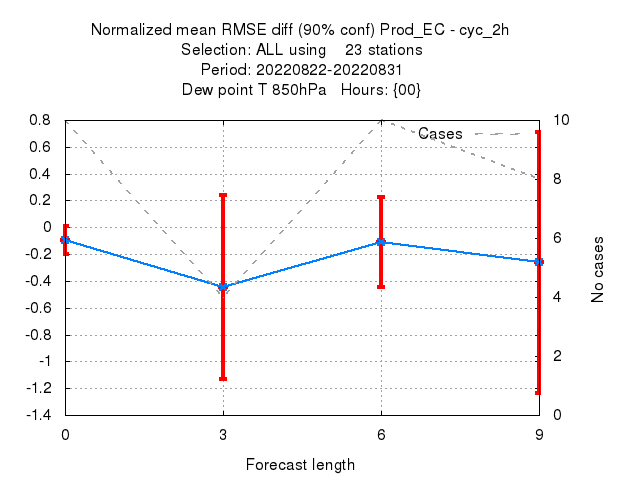 Normalized mean RMSE diff (90% conf) Prod_EC - cyc_2h
Selection: ALL using    23 stations
Period: 20220822-20220831
Dew point T 850hPa   Hours: {00}
Cases
0.8
0.6
0.4
0.2
0
-0.2
-0.4
-0.6
-0.8
-1
-1.2
-1.4
10
8
6
4
2
0
No cases
0 3 6 9
Forecast length